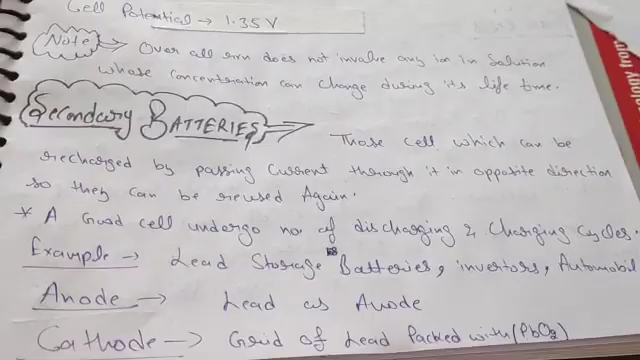 Cell Potential → 1.35 V
Note → Over all rxn does not involve any ion in Solution
whose concentration can change during its life time.
Secondary Batteries → Those cell which can be
recharged by passing Current through it in opposite direction
so they can be reused Again.
* A Good cell undergo no of discharging & Charging Cycles.
Example → Lead Storage Batteries, invertors, Automobil
Anode → Lead as Anode
Cathode → Grid of Lead Packed with (PbO2)